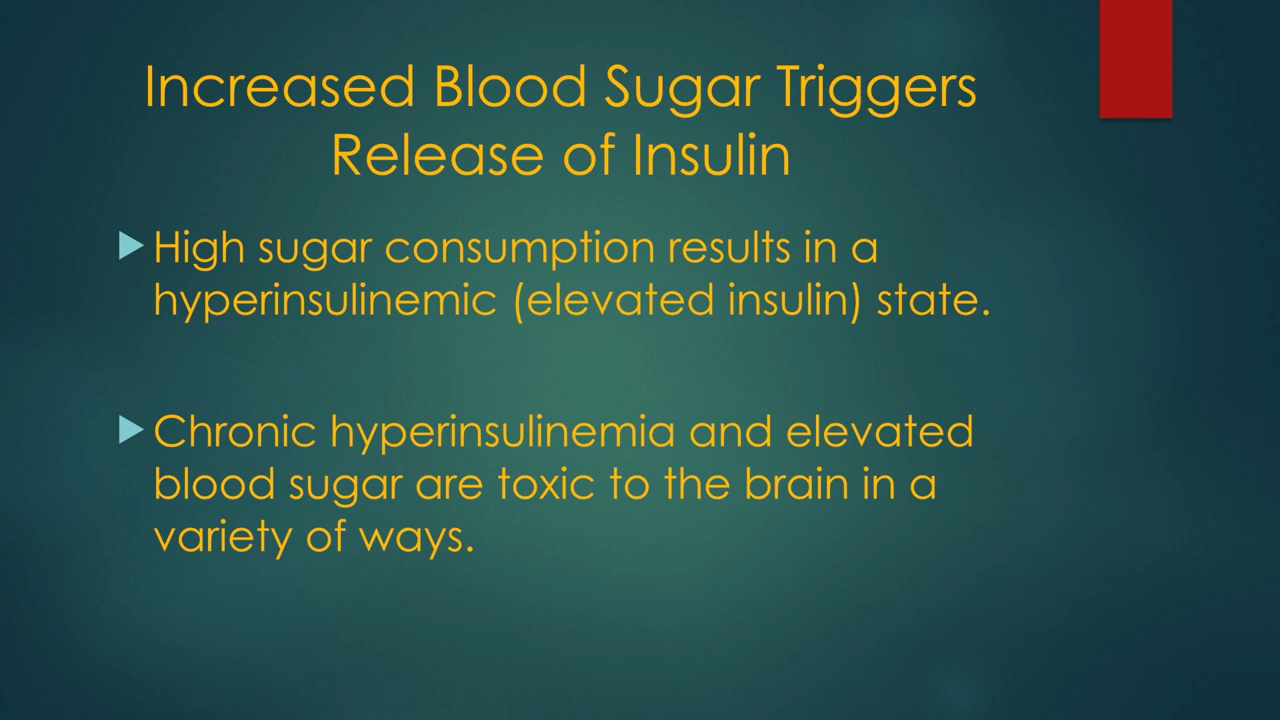 Increased Blood Sugar Triggers
Release of Insulin
High sugar consumption results in a
hyperinsulinemic (elevated insulin) state.
Chronic hyperinsulinemia and elevated
blood sugar are toxic to the brain in a
variety of ways.